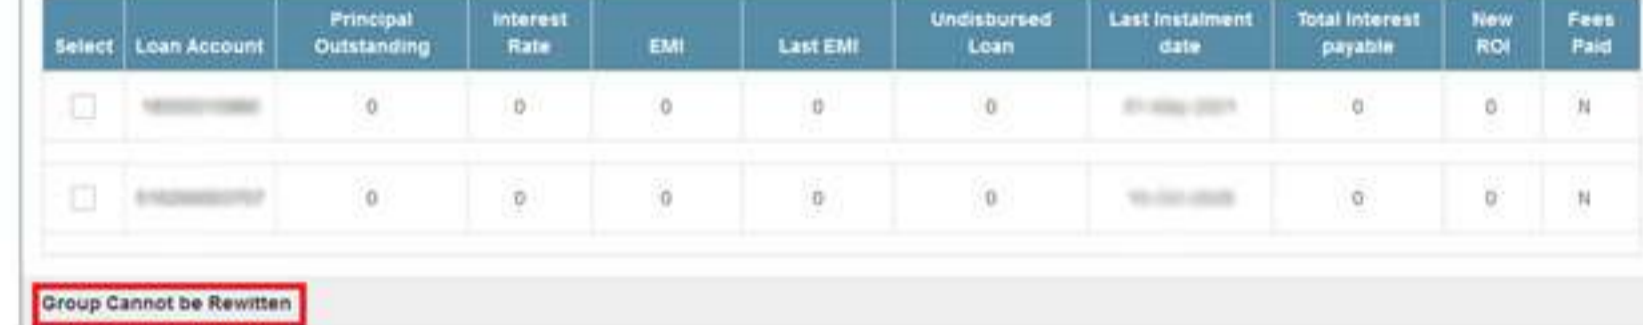 Select Loan Account Principal Outstanding Interest Rate EMI Last EMI Undisbursed Loan Last Instalment date Total Interest payable New ROI Fees Paid
0 0 0 0 0 0 0 N
0 0 0 0 0 0 0 N
Group Cannot be Rewitten